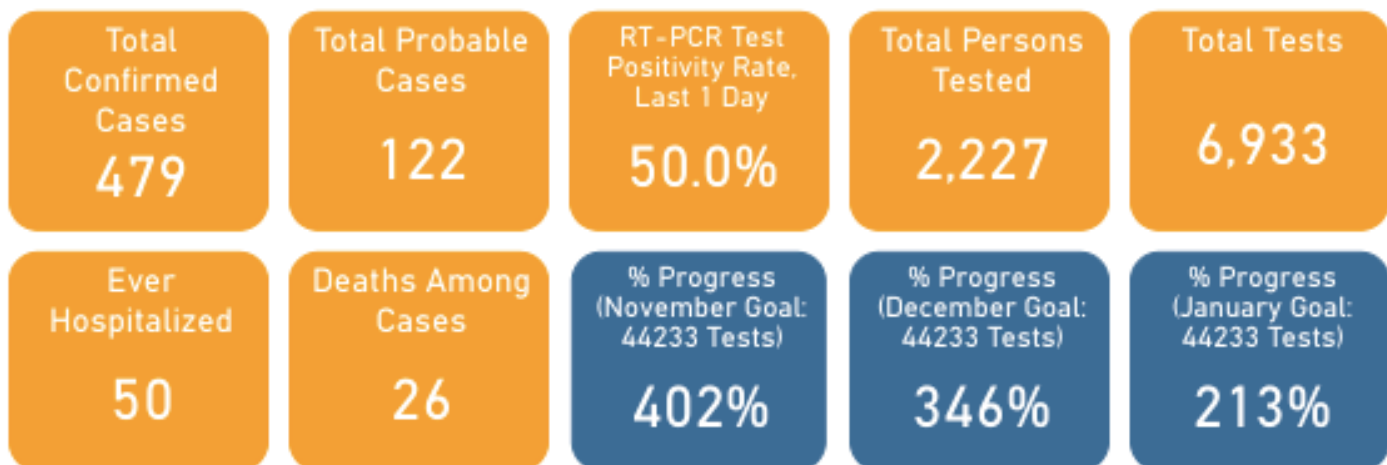 Total
Confirmed
Cases
479
Total Probable
Cases
122
RT-PCR Test
Positivity Rate,
Last 1 Day
50.0%
Total Persons
Tested
2,227
Total Tests
6,933
Ever
Hospitalized
50
Deaths Among
Cases
26
% Progress
(November Goal:
44233 Tests)
402%
% Progress
(December Goal:
44233 Tests)
346%
% Progress
(January Goal:
44233 Tests)
213%